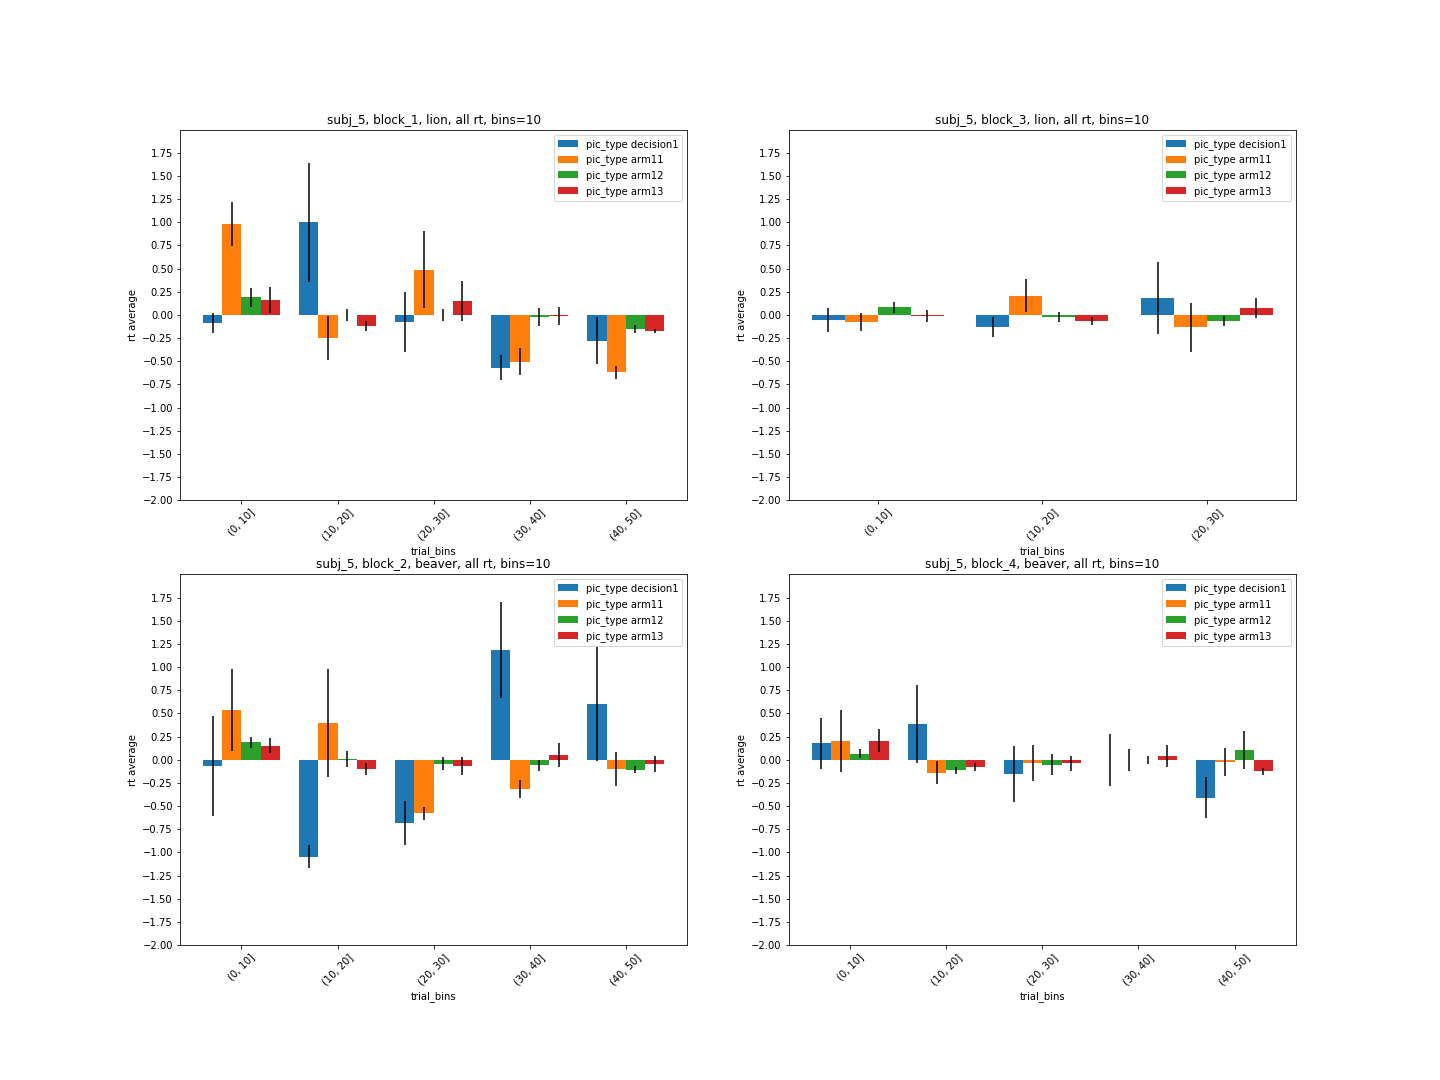 subj_5, block_1, lion, all rt, bins=10
pic_type decision1
pic_type arm11
pic_type arm12
pic_type arm13
rt average
1.75
1.50
1.25
1.00
0.75
0.50
0.25
0.00
−0.25
−0.50
−0.75
−1.00
−1.25
−1.50
−1.75
−2.00
(0, 10]
(10, 20]
(20, 30]
(30, 40]
(40, 50]
trial_bins
subj_5, block_3, lion, all rt, bins=10
pic_type decision1
pic_type arm11
pic_type arm12
pic_type arm13
rt average
1.75
1.50
1.25
1.00
0.75
0.50
0.25
0.00
−0.25
−0.50
−0.75
−1.00
−1.25
−1.50
−1.75
−2.00
(0, 10]
(10, 20]
(20, 30]
trial_bins
subj_5, block_2, beaver, all rt, bins=10
pic_type decision1
pic_type arm11
pic_type arm12
pic_type arm13
rt average
1.75
1.50
1.25
1.00
0.75
0.50
0.25
0.00
−0.25
−0.50
−0.75
−1.00
−1.25
−1.50
−1.75
−2.00
(0, 10]
(10, 20]
(20, 30]
(30, 40]
(40, 50]
trial_bins
subj_5, block_4, beaver, all rt, bins=10
pic_type decision1
pic_type arm11
pic_type arm12
pic_type arm13
rt average
1.75
1.50
1.25
1.00
0.75
0.50
0.25
0.00
−0.25
−0.50
−0.75
−1.00
−1.25
−1.50
−1.75
−2.00
(0, 10]
(10, 20]
(20, 30]
(30, 40]
(40, 50]
trial_bins